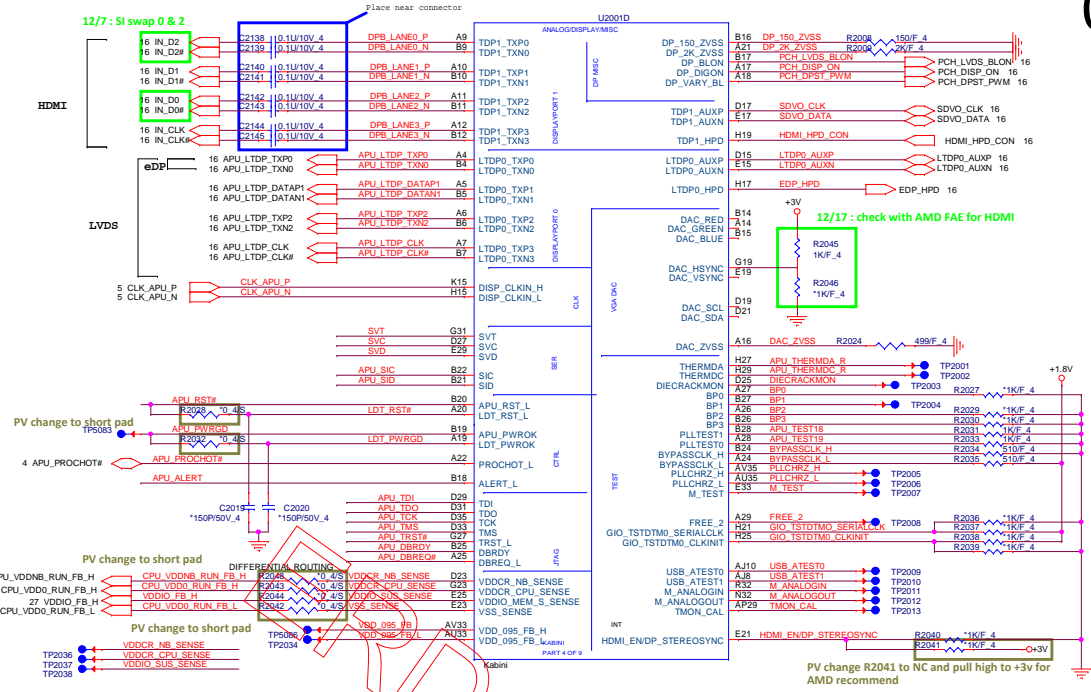 Place near connector
12/7: SI swap 0 & 2
U2001D
ANALOG/DISPLAY/MISC
HDMI
16 IN_D2
16 IN_D2#
C2138 0.1U/10V_4 DPB_LANE0_P A9 TDP1_TXP0
C2139 0.1U/10V_4 DPB_LANE0_N B9 TDP1_TXN0
16 IN_D1
16 IN_D1#
C2140 0.1U/10V_4 DPB_LANE1_P A10 TDP1_TXP1
C2141 0.1U/10V_4 DPB_LANE1_N B10 TDP1_TXN1
16 IN_D0
16 IN_D0#
C2142 0.1U/10V_4 DPB_LANE2_P A11 TDP1_TXP2
C2143 0.1U/10V_4 DPB_LANE2_N B11 TDP1_TXN2
16 IN_CLK
16 IN_CLK#
C2144 0.1U/10V_4 DPB_LANE3_P A12 TDP1_TXP3
C2145 0.1U/10V_4 DPB_LANE3_N B12 TDP1_TXN3
eDP
LVDS
16 APU_LTDP_TXP0 APU_LTDP_TXP0 A4 LTDP0_TXP0
16 APU_LTDP_TXN0 APU_LTDP_TXN0 B4 LTDP0_TXN0
16 APU_LTDP_DATAP1 APU_LTDP_DATAP1 A5 LTDP0_TXP1
16 APU_LTDP_DATAN1 APU_LTDP_DATAN1 B5 LTDP0_TXN1
16 APU_LTDP_TXP2 APU_LTDP_TXP2 A6 LTDP0_TXP2
16 APU_LTDP_TXN2 APU_LTDP_TXN2 B6 LTDP0_TXN2
16 APU_LTDP_CLK APU_LTDP_CLK A7 LTDP0_TXP3
16 APU_LTDP_CLK# APU_LTDP_CLK# B7 LTDP0_TXN3
5 CLK_APU_P CLK_APU_P K15 DISP_CLKIN_H
5 CLK_APU_N CLK_APU_N H15 DISP_CLKIN_L
SVT G31 SVT
SVC D27 SVC
SVD E29 SVD
APU_SIC B22 SIC
APU_SID B21 SID
APU_RST# B20 APU_RST_L
R2028 *0_4/S LDT_RST# A20 LDT_RST_L
PV change to short pad
TP5083 APU_PWRGD B19 APU_PWROK
R2032 *0_4/S LDT_PWRGD A19 LDT_PWROK
4 APU_PROCHOT# APU_PROCHOT# A22 PROCHOT_L
APU_ALERT B18 ALERT_L
C2019 *150P/50V_4
C2020 *150P/50V_4
APU_TDI D29 TDI
APU_TDO D31 TDO
APU_TCK D35 TCK
APU_TMS D33 TMS
APU_TRST# G27 TRST_L
APU_DBRDY B25 DBRDY
APU_DBREQ# A25 DBREQ_L
PV change to short pad
DIFFERENTIAL ROUTING
PU_VDDNB_RUN_FB_H CPU_VDDNB_RUN_FB_H R2048 *0_4/S VDDCR_NB_SENSE D23 VDDCR_NB_SENSE
CPU_VDD0_RUN_FB_H CPU_VDD0_RUN_FB_H R2043 *0_4/S VDDCR_CPU_SENSE G23 VDDCR_CPU_SENSE
27 VDDIO_FB_H VDDIO_FB_H R2044 *0_4/S VDDIO_SUS_SENSE E25 VDDIO_MEM_S_SENSE
CPU_VDD0_RUN_FB_L CPU_VDD0_RUN_FB_L R2042 *0_4/S VSS_SENSE E23 VSS_SENSE
PV change to short pad
VDD_095_FB_H AV33 VDD_095_FB_H
TP2034 VDD_095_FB_L AU33 VDD_095_FB_L
TP2036 VDDCR_NB_SENSE
TP2037 VDDCR_CPU_SENSE
TP2038 VDDIO_SUS_SENSE
DISPLAYPORT 1
DISPLAYPORT 0
DP MISC
CLK
VGA DAC
SER
CTRL
TEST
JTAG
INT
KABINI
PART 4 OF 9
Kabini
DP_150_ZVSS B16 DP_150_ZVSS R2008 150/F_4
DP_2K_ZVSS A21 DP_2K_ZVSS R2009 2K/F_4
DP_BLON B17 PCH_LVDS_BLON PCH_LVDS_BLON 16
DP_DIGON A17 PCH_DISP_ON PCH_DISP_ON 16
DP_VARY_BL A18 PCH_DPST_PWM PCH_DPST_PWM 16
TDP1_AUXP D17 SDVO_CLK SDVO_CLK 16
TDP1_AUXN E17 SDVO_DATA SDVO_DATA 16
TDP1_HPD H19 HDMI_HPD_CON HDMI_HPD_CON 16
LTDP0_AUXP D15 LTDP0_AUXP LTDP0_AUXP 16
LTDP0_AUXN E15 LTDP0_AUXN LTDP0_AUXN 16
LTDP0_HPD H17 EDP_HPD EDP_HPD 16
+3V
12/17 : check with AMD FAE for HDMI
DAC_RED B14
DAC_GREEN A14
DAC_BLUE B15
R2045
1K/F_4
DAC_HSYNC G19
DAC_VSYNC E19
R2046
*1K/F_4
DAC_SCL D19
DAC_SDA D21
DAC_ZVSS A16 DAC_ZVSS R2024 499/F_4
THERMDA H27 APU_THERMDA_R TP2001
THERMDC H29 APU_THERMDC_R TP2002
DIECRACKMON D25 DIECRACKMON TP2003
+1.8V
BP0 A27 BP0 R2027 *1K/F_4
BP1 B27 BP1 TP2004
BP2 A26 BP2 R2029 *1K/F_4
BP3 B26 BP3 R2030 *1K/F_4
PLLTEST1 B28 APU_TEST18 R2031 1K/F_4
PLLTEST0 A28 APU_TEST19 R2033 1K/F_4
BYPASSCLK_H B24 BYPASSCLK_H R2034 510/F_4
BYPASSCLK_L A24 BYPASSCLK_L R2035 510/F_4
PLLCHRZ_H AV35 PLLCHRZ_H TP2005
PLLCHRZ_L AU35 PLLCHRZ_L TP2006
M_TEST E33 M_TEST TP2007
FREE_2 A29 FREE_2 TP2008
GIO_TSTDTM0_SERIALCLK H21 GIO_TSTDTMO_SERIALCLK
GIO_TSTDTM0_CLKINIT H25 GIO_TSTDTMO_CLKINIT
R2036 *1K/F_4
R2037 *1K/F_4
R2038 *1K/F_4
R2039 *1K/F_4
USB_ATEST0 AJ10 USB_ATEST0 TP2009
USB_ATEST1 AJ8 USB_ATEST1 TP2010
M_ANALOGIN R32 M_ANALOGIN TP2011
M_ANALOGOUT N32 M_ANALOGOUT TP2012
TMON_CAL AP29 TMON_CAL TP2013
HDMI_EN/DP_STEREOSYNC E21 HDMI_EN/DP_STEREOSYNC
R2040 *1K/F_4
R2041 *1K/F_4 +3V
PV change R2041 to NC and pull high to +3v for
AMD recommend